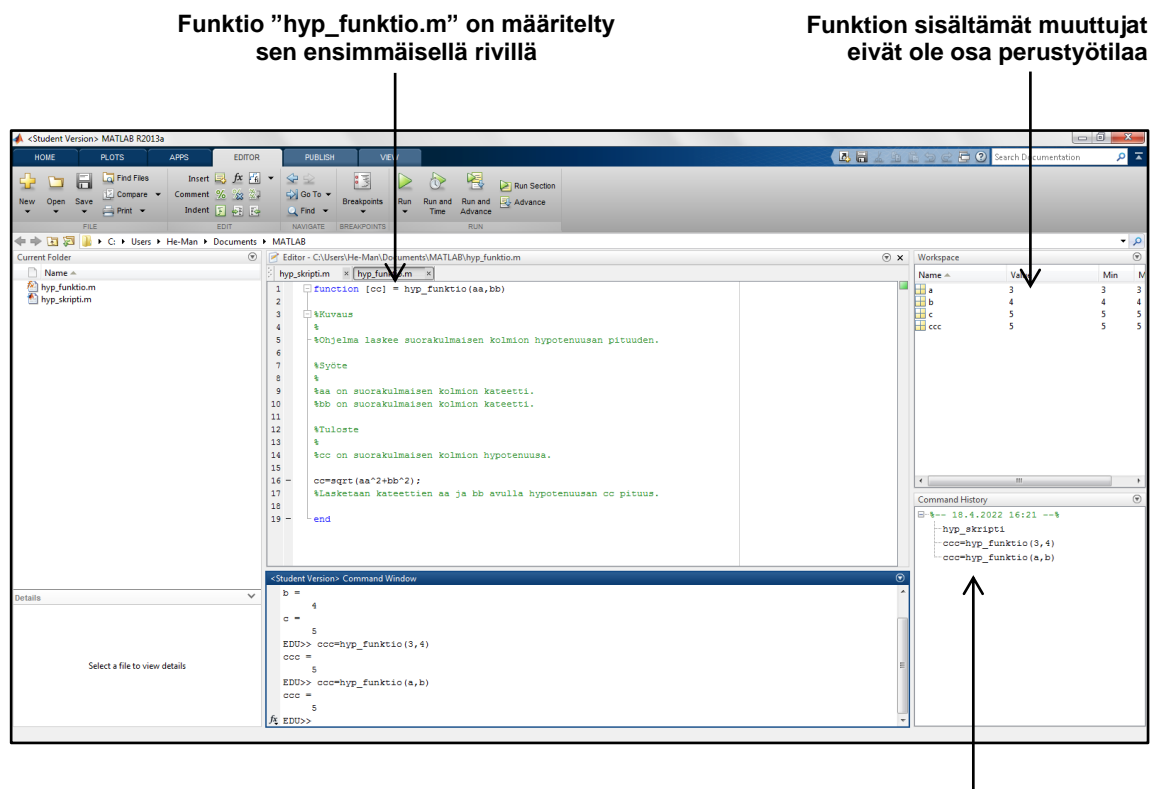 Funktio ”hyp_funktio.m” on määritelty
sen ensimmäisellä rivillä
Funktion sisältämät muuttujat
eivät ole osa perustyötilaa
<Student Version> MATLAB R2013a
HOME PLOTS APPS EDITOR PUBLISH VIEW
Search Documentation
New Open Save
Find Files
Compare
Print
Insert fx
Comment
Indent
Go To
Find
Breakpoints
Run
Run and Time
Run and Advance
Run Section
Advance
FILE EDIT NAVIGATE BREAKPOINTS RUN
C: Users He-Man Documents MATLAB
Current Folder
Name
hyp_funktio.m
hyp_skripti.m
Details
Select a file to view details
Editor - C:\Users\He-Man\Documents\MATLAB\hyp_funktio.m
hyp_skripti.m × hyp_funktio.m ×
1 function [cc] = hyp_funktio(aa,bb)
2
3 %Kuvaus
4 %
5 %Ohjelma laskee suorakulmaisen kolmion hypotenuusan pituuden.
6
7 %Syöte
8 %
9 %aa on suorakulmaisen kolmion kateetti.
10 %bb on suorakulmaisen kolmion kateetti.
11
12 %Tuloste
13 %
14 %cc on suorakulmaisen kolmion hypotenuusa.
15
16 – cc=sqrt(aa^2+bb^2);
17 %Lasketaan kateettien aa ja bb avulla hypotenuusan cc pituus.
18
19 – end
<Student Version> Command Window
b =
4
c =
5
EDU>> ccc=hyp_funktio(3,4)
ccc =
5
EDU>> ccc=hyp_funktio(a,b)
ccc =
5
fx EDU>>
Workspace
Name Value Min M
a 3 3 3
b 4 4 4
c 5 5 5
ccc 5 5 5
Command History
%-- 18.4.2022 16:21 --%
hyp_skripti
ccc=hyp_funktio(3,4)
ccc=hyp_funktio(a,b)